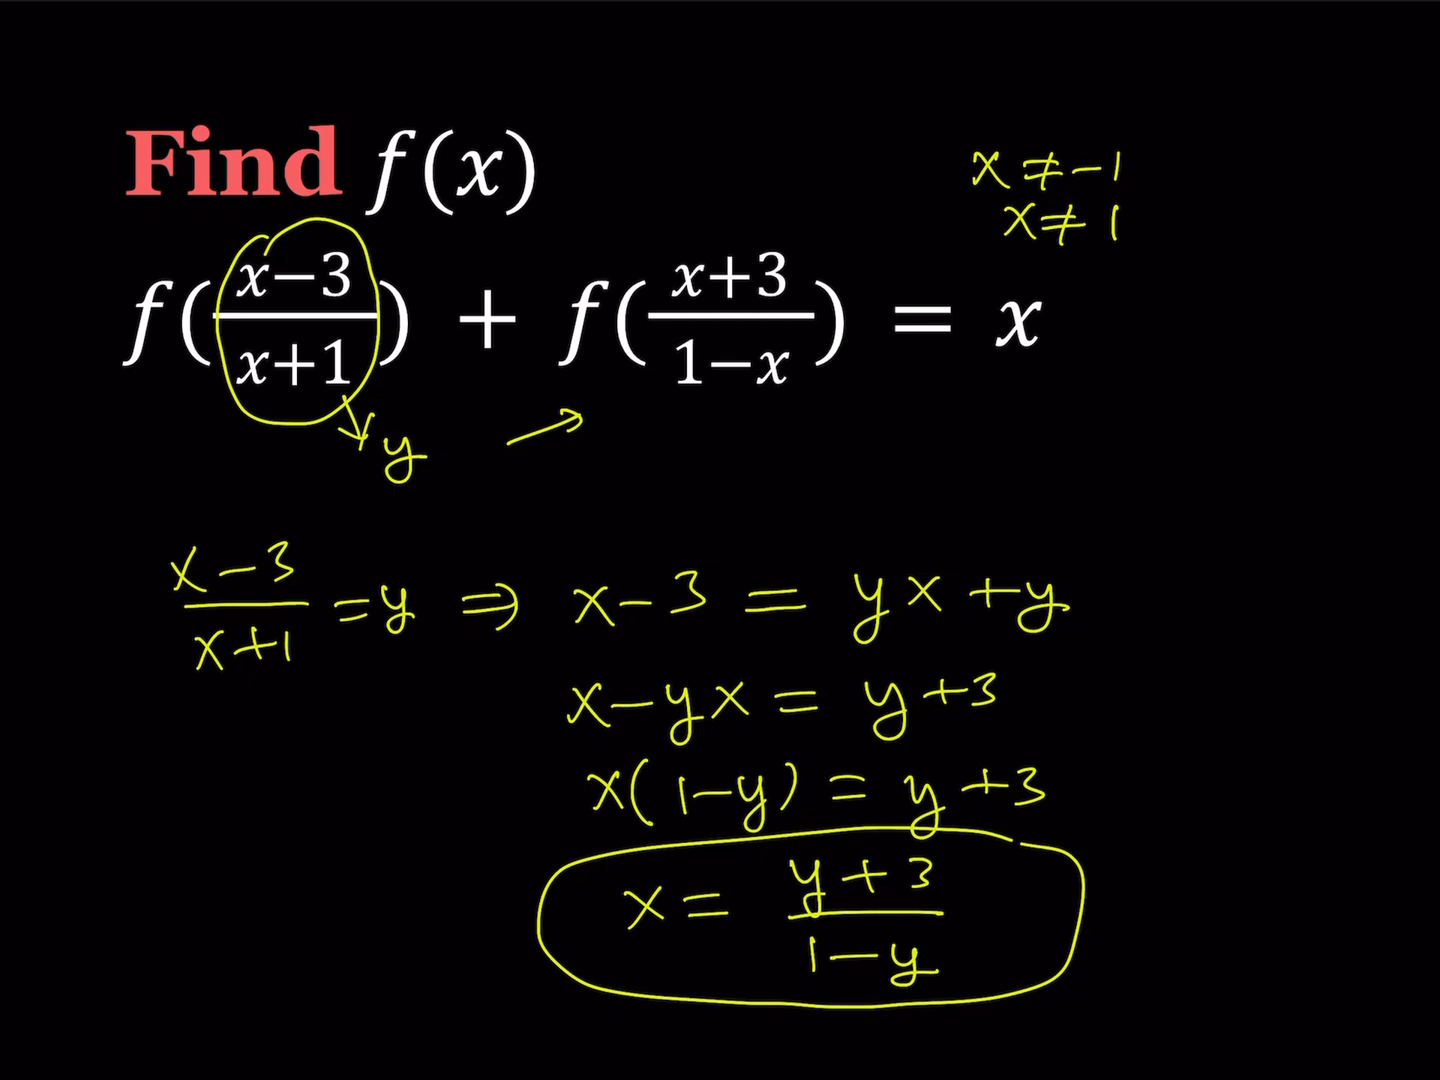 Find f(x)
x ≠ -1
x ≠ 1
f((x-3)/(x+1)) + f((x+3)/(1-x)) = x
y
(x-3)/(x+1) = y ⇒ x-3 = yx+y
x-yx = y+3
x(1-y) = y+3
x = (y+3)/(1-y)